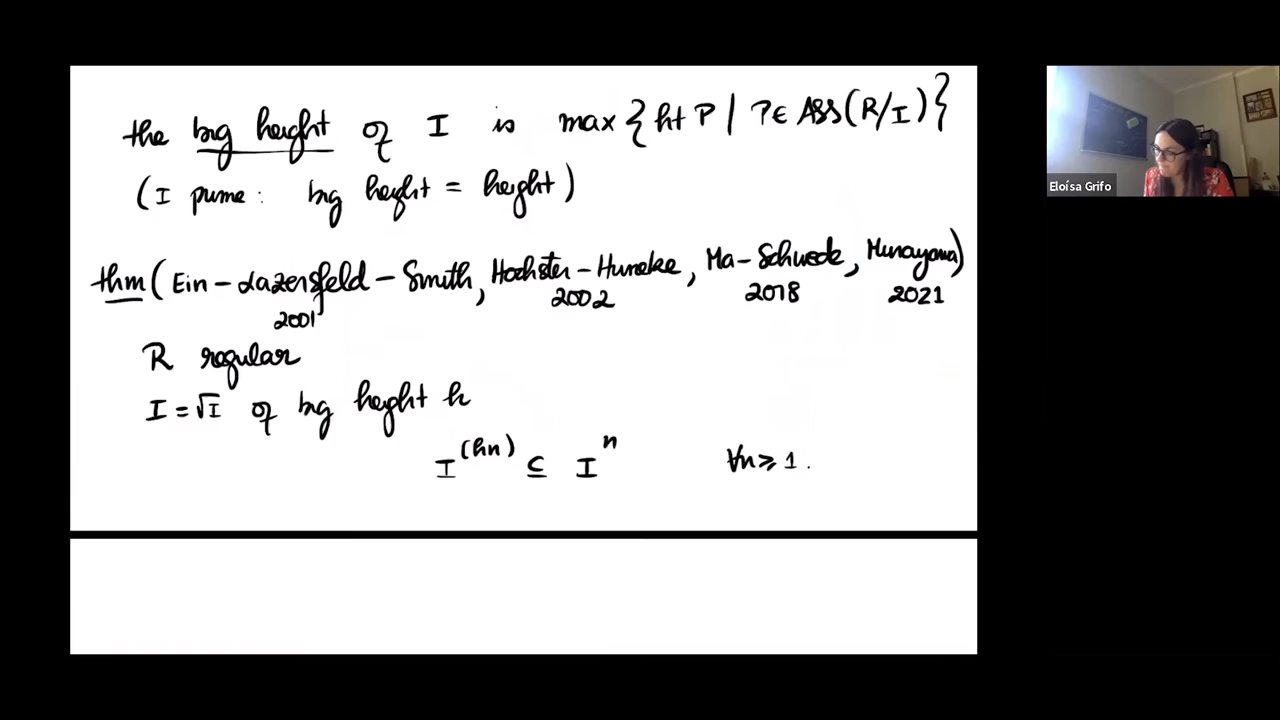 the big height of I is max { ht P | P ∈ Ass(R/I) }
(I prime: big height = height)
thm (Ein-Lazersfeld-Smith, Hochster-Huneke, Ma-Schwede, Murayama)
2001 2002 2018 2021
R regular
I = √I of big height h
I^(hn) ⊆ I^n ∀n ≥ 1.
Eloísa Grifo